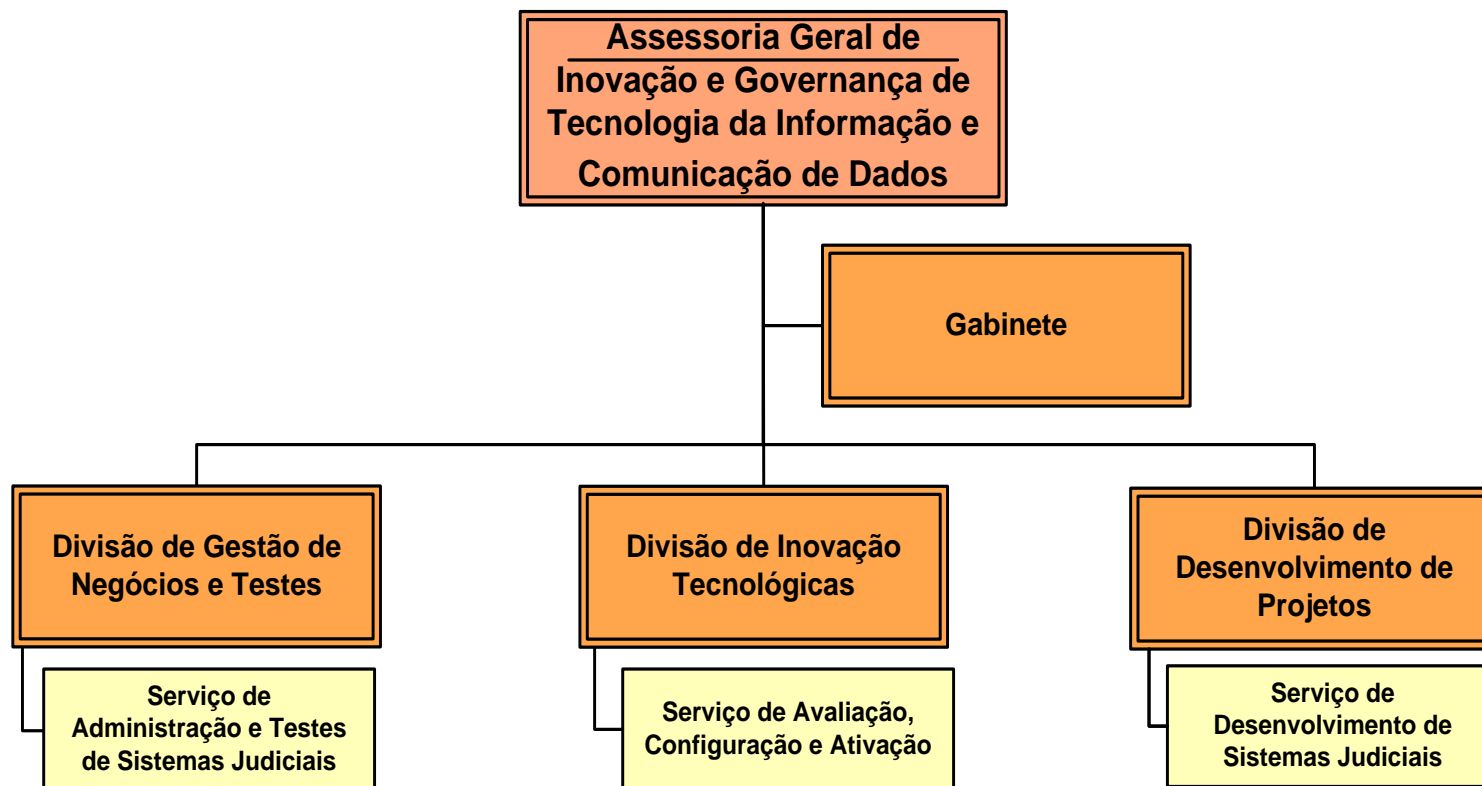 Assessoria Geral de
Inovação e Governança de
Tecnologia da Informação e
Comunicação de Dados
Gabinete
Divisão de Gestão de
Negócios e Testes
Divisão de Inovação
Tecnológicas
Divisão de
Desenvolvimento de
Projetos
Serviço de
Administração e Testes
de Sistemas Judiciais
Serviço de Avaliação,
Configuração e Ativação
Serviço de
Desenvolvimento de
Sistemas Judiciais